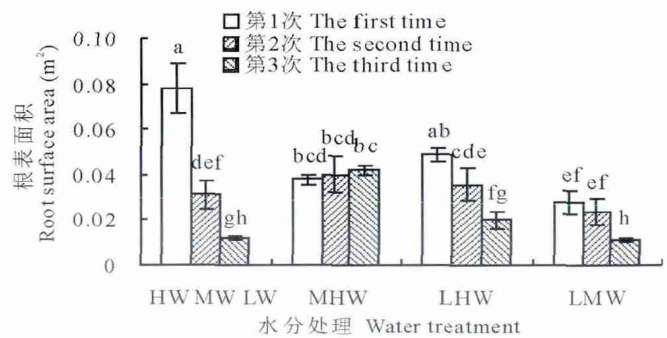 第1次 The first time
第2次 The second time
第3次 The third time
根表面积
Root surface area (m²)
0.10
0.08
0.06
0.04
0.02
0
a
def
gh
bcd
bcd
bc
ab
cde
fg
ef
ef
h
HW MW LW MHW LHW LMW
水分处理 Water treatment